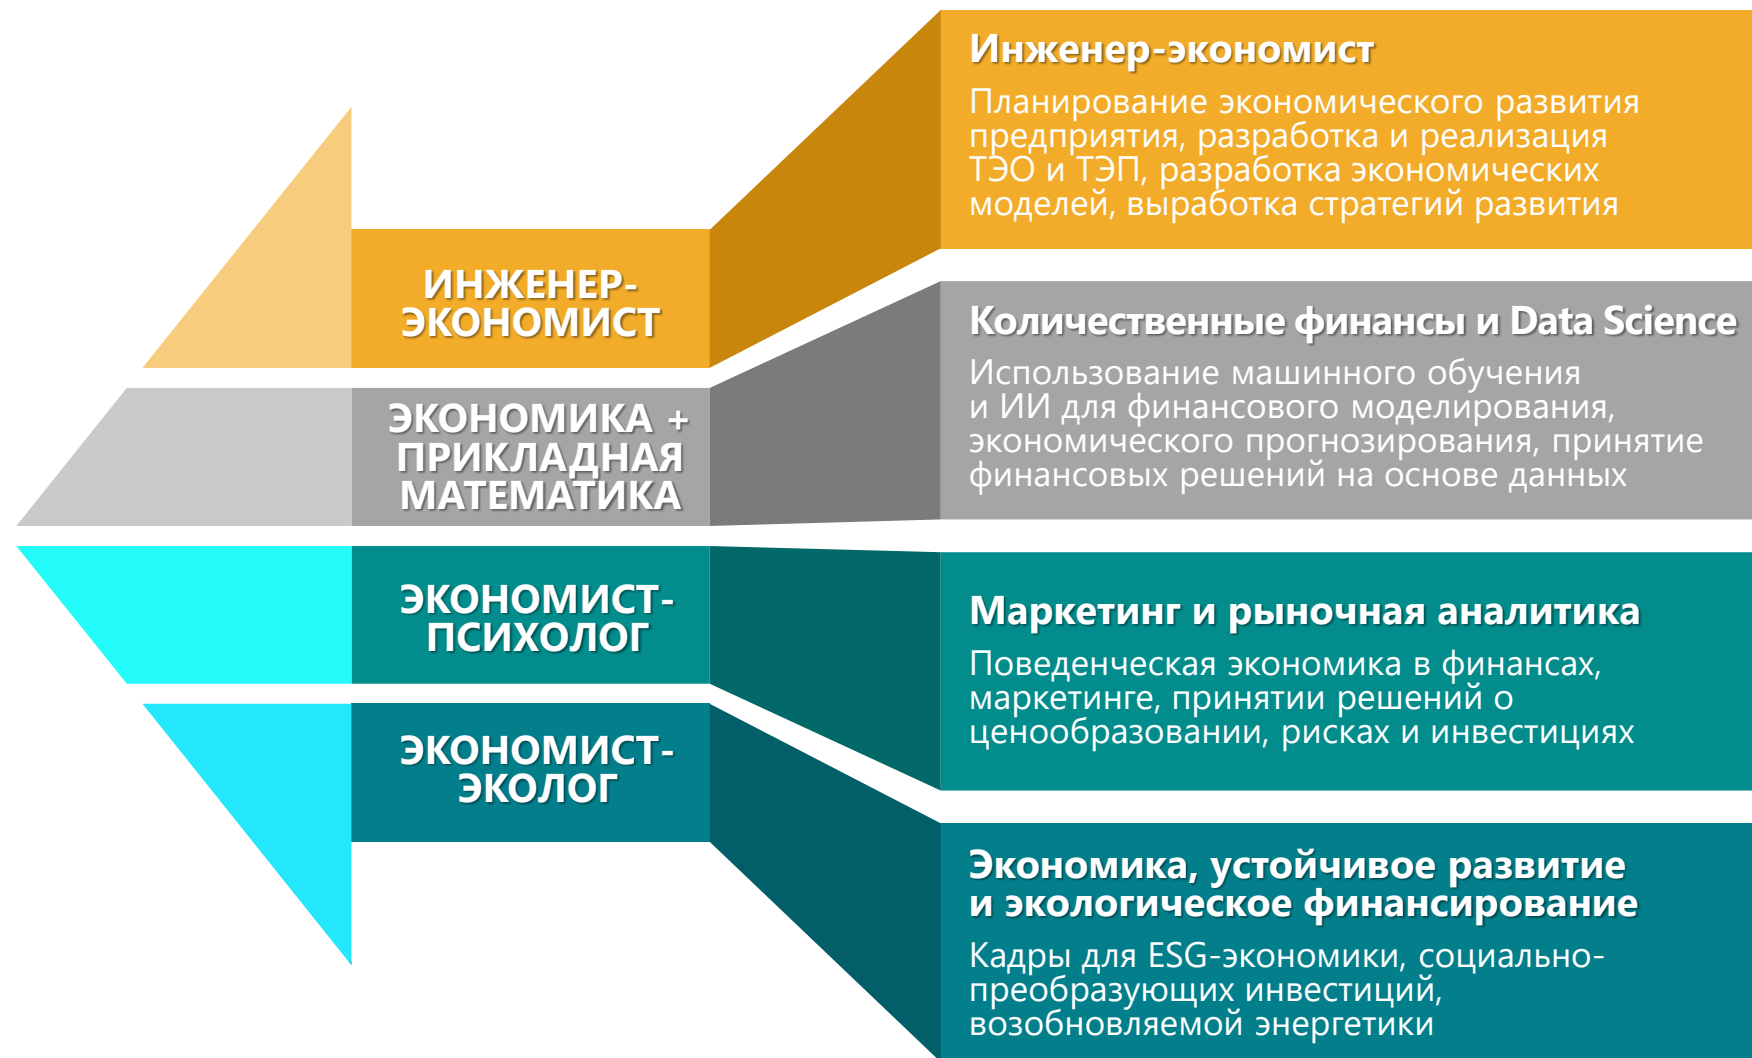 ИНЖЕНЕР-
ЭКОНОМИСТ
Инженер-экономист
Планирование экономического развития
предприятия, разработка и реализация
ТЭО и ТЭП, разработка экономических
моделей, выработка стратегий развития
ЭКОНОМИКА +
ПРИКЛАДНАЯ
МАТЕМАТИКА
Количественные финансы и Data Science
Использование машинного обучения
и ИИ для финансового моделирования,
экономического прогнозирования, принятие
финансовых решений на основе данных
ЭКОНОМИСТ-
ПСИХОЛОГ
Маркетинг и рыночная аналитика
Поведенческая экономика в финансах,
маркетинге, принятии решений о
ценообразовании, рисках и инвестициях
ЭКОНОМИСТ-
ЭКОЛОГ
Экономика, устойчивое развитие
и экологическое финансирование
Кадры для ESG-экономики, социально-
преобразующих инвестиций,
возобновляемой энергетики